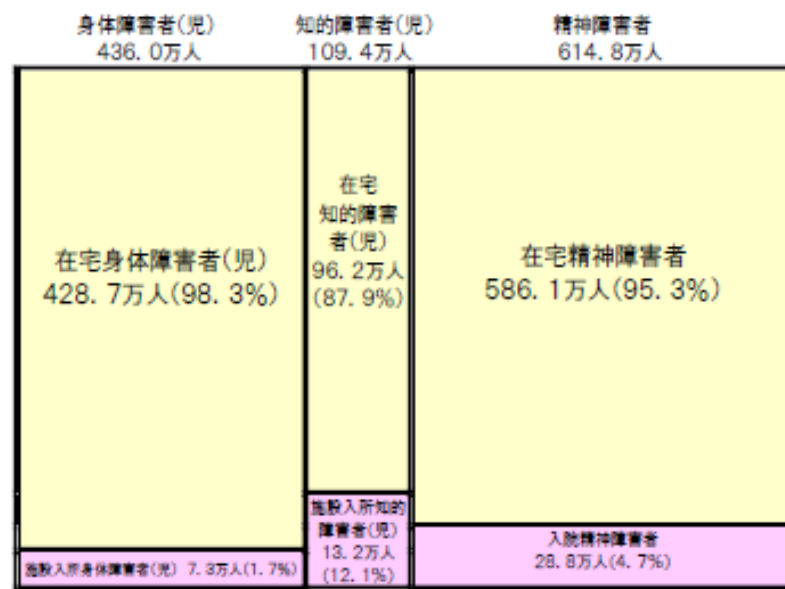 身体障害者(児)
436.0万人
知的障害者(児)
109.4万人
精神障害者
614.8万人
在宅身体障害者(児)
428.7万人(98.3%)
在宅
知的障害
者(児)
96.2万人
(87.9%)
在宅精神障害者
586.1万人(95.3%)
施設入所身体障害者(児) 7.3万人(1.7%)
施設入所知的
障害者(児)
13.2万人
(12.1%)
入院精神障害者
28.8万人(4.7%)